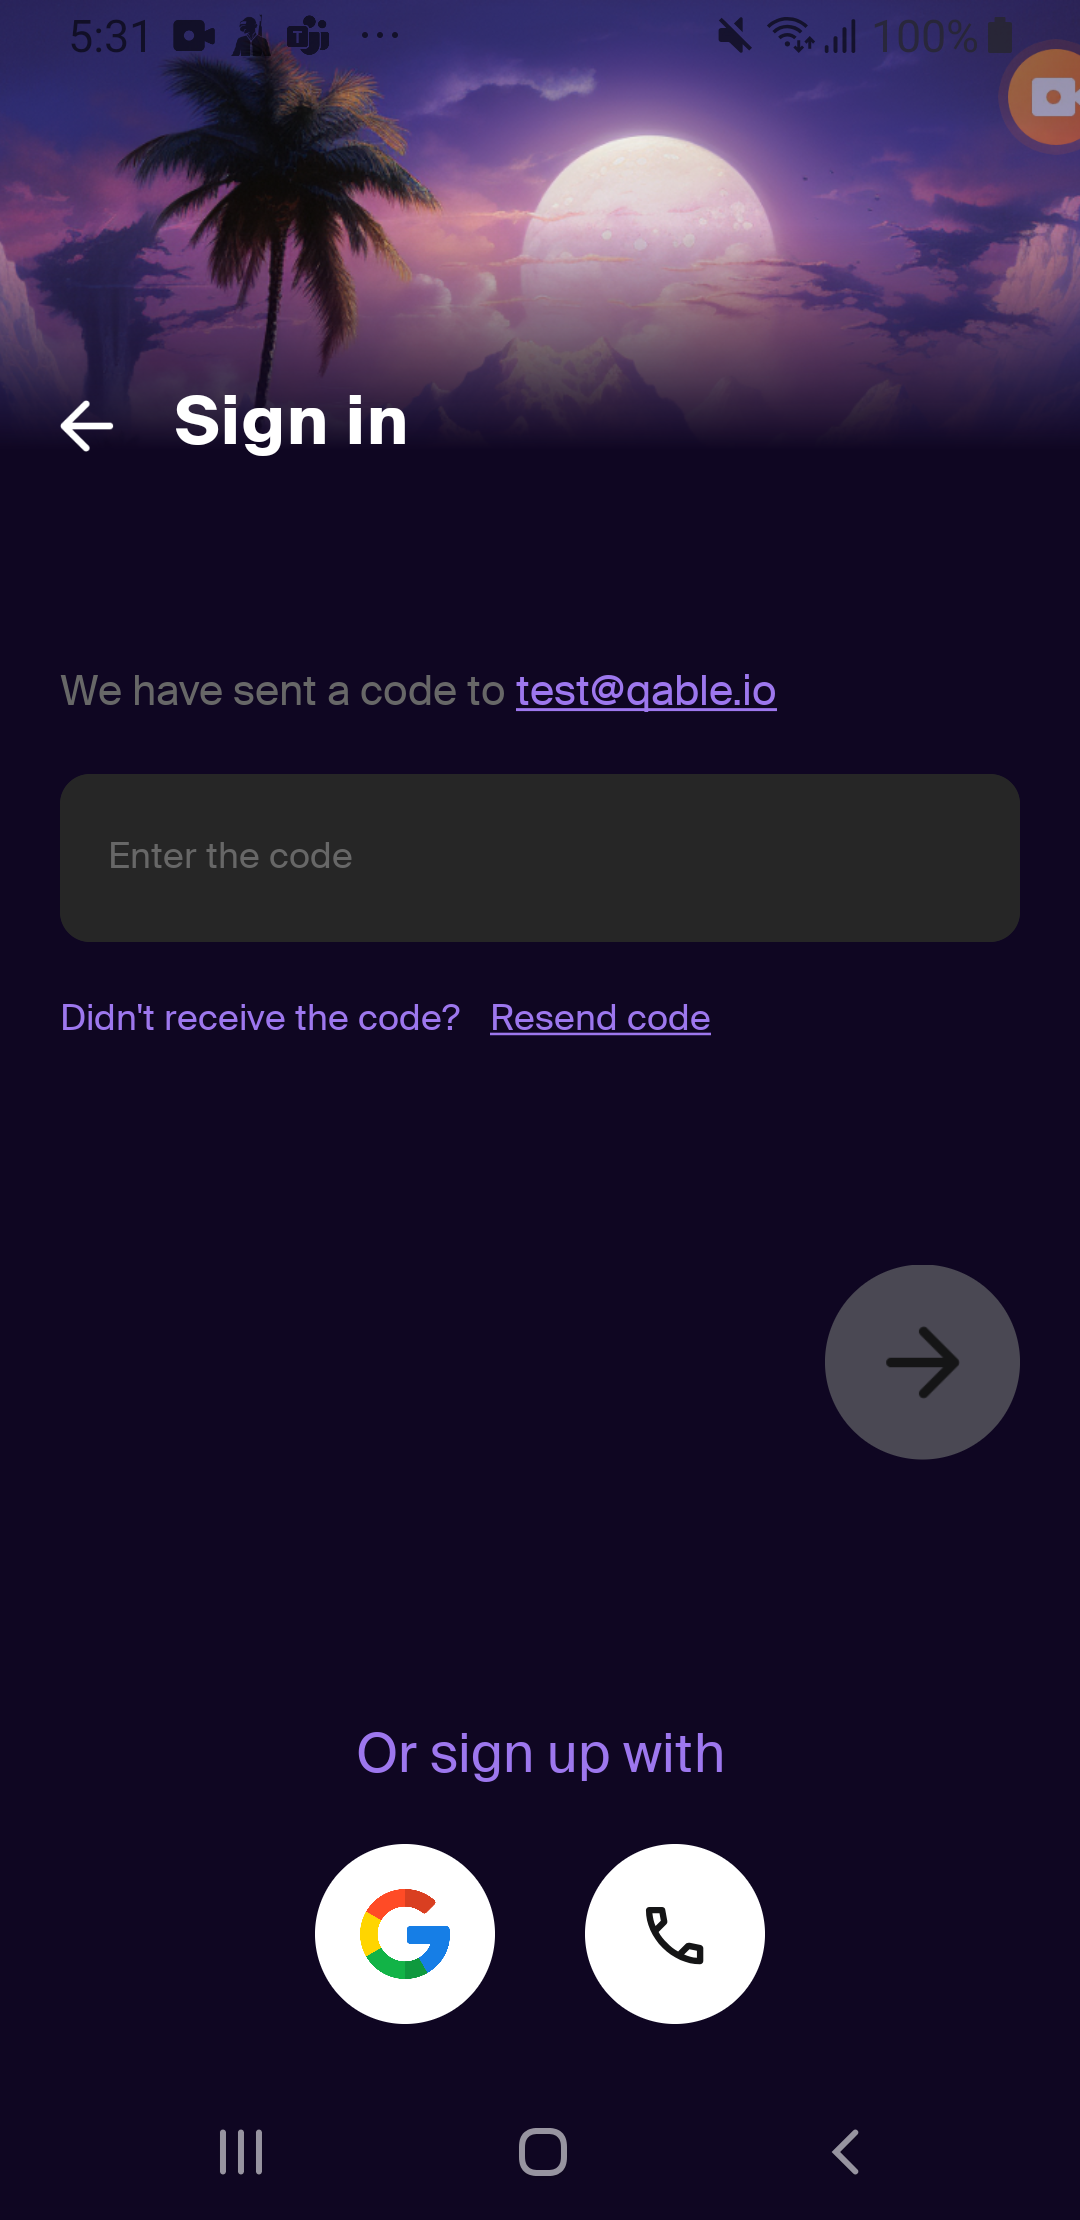 5:31
100%
Sign in
We have sent a code to test@qable.io
Enter the code
Didn't receive the code? Resend code
Or sign up with